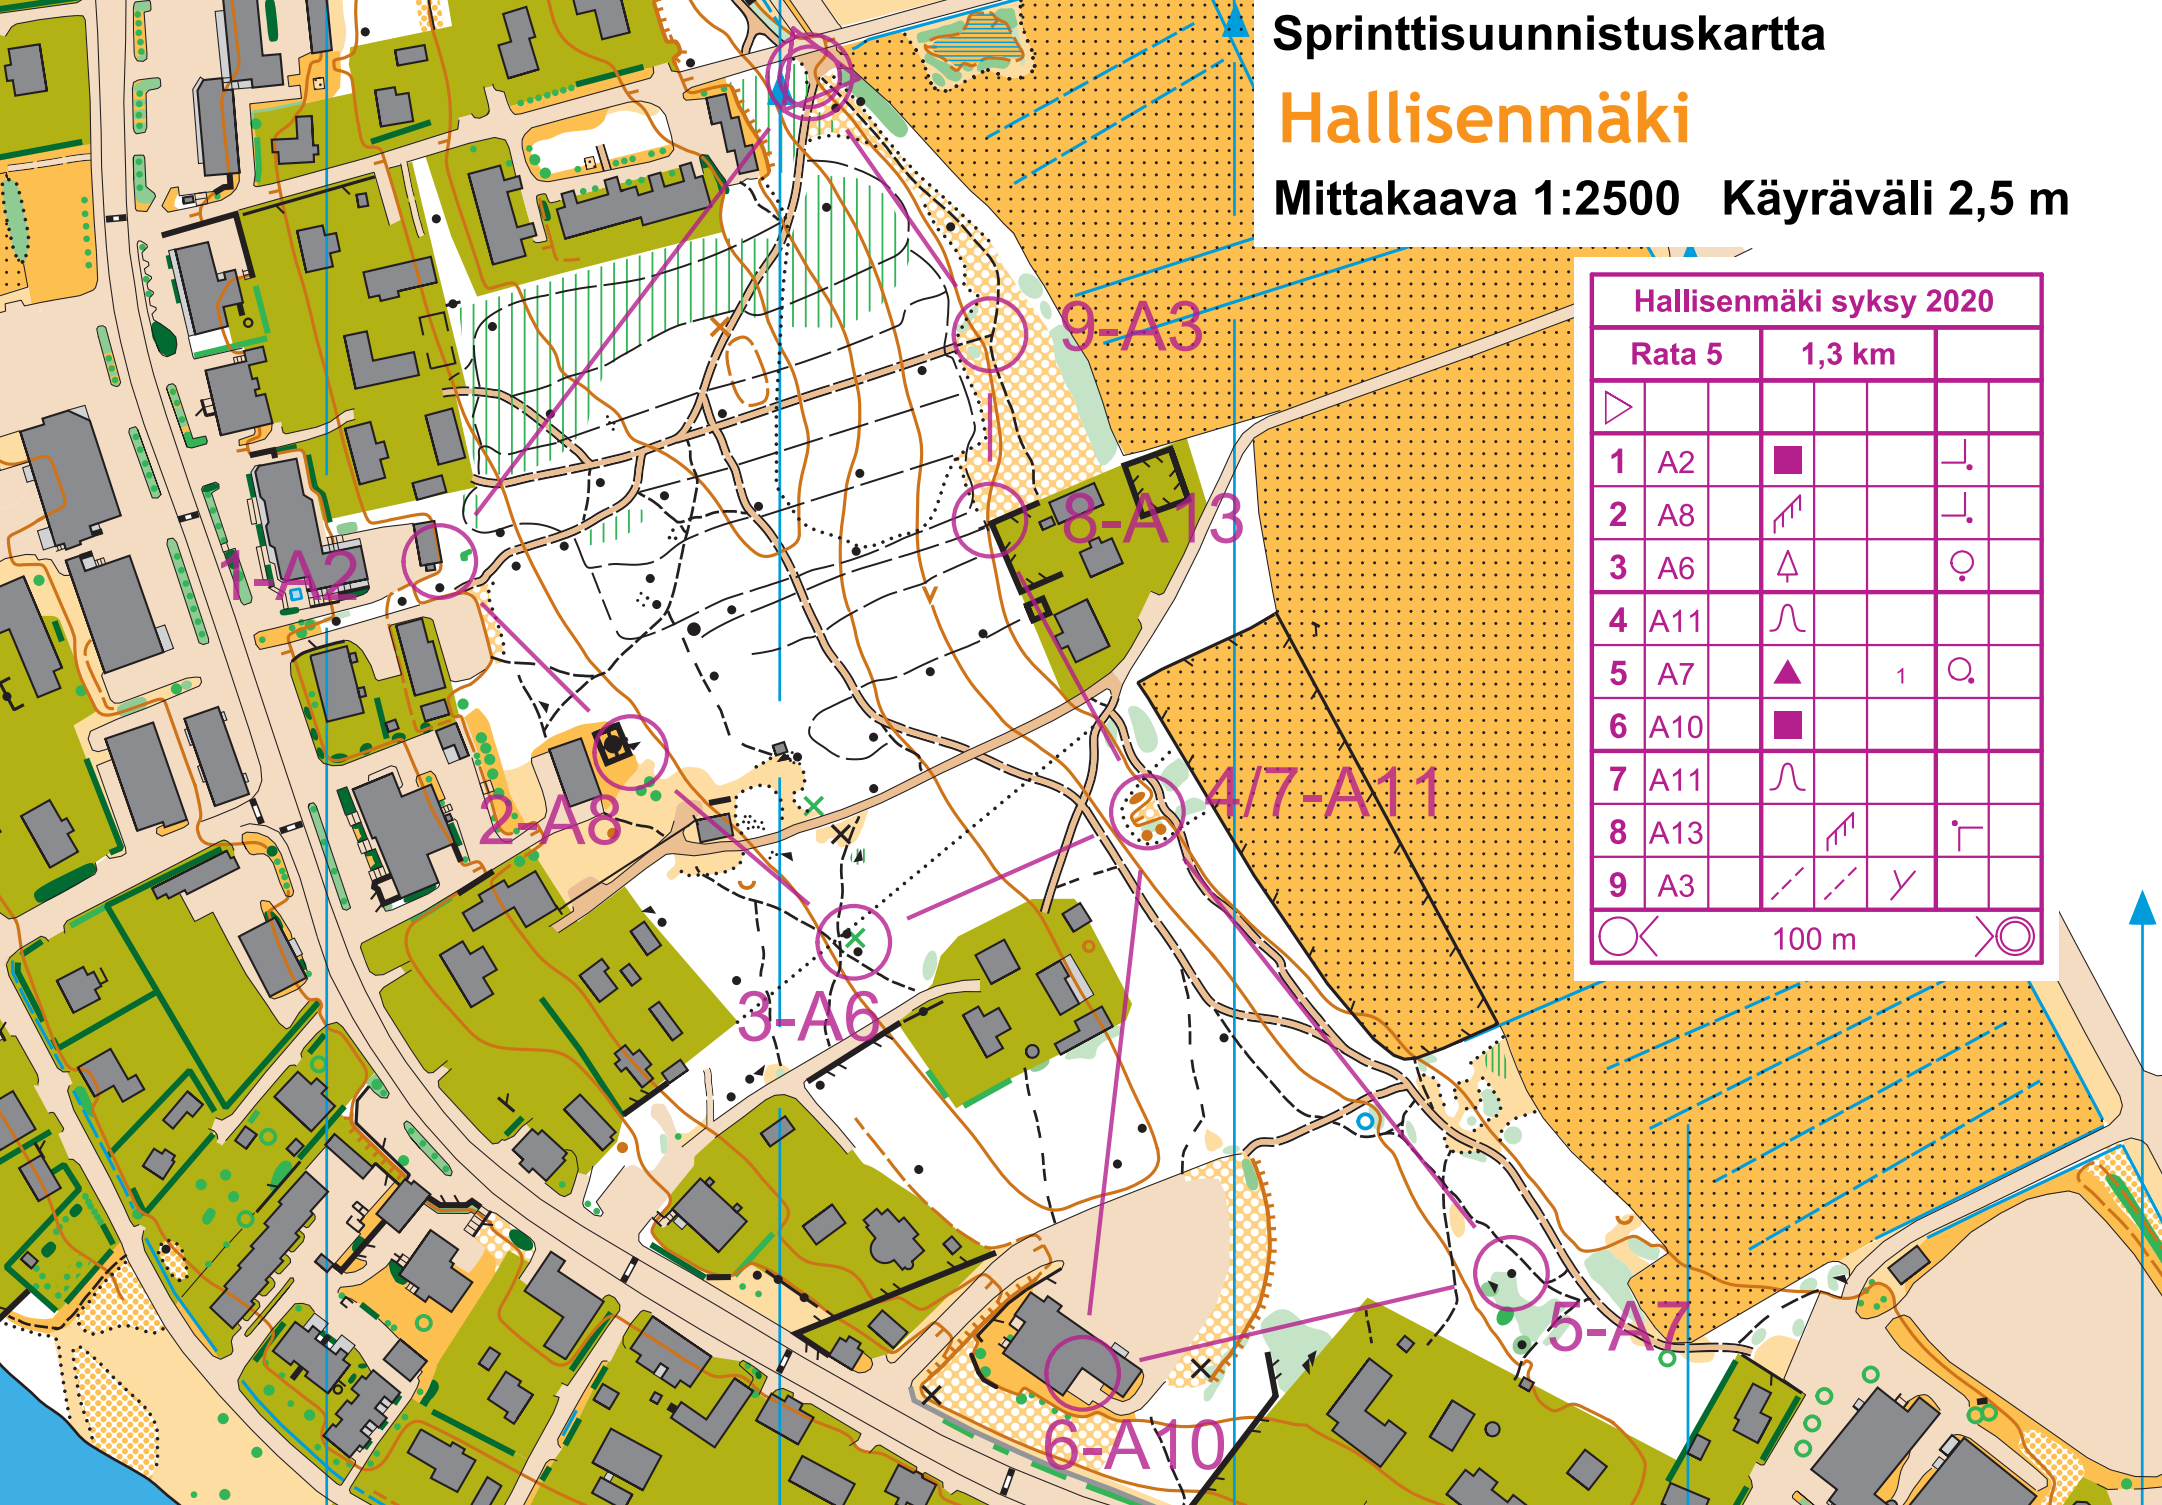 Sprinttisuunnistuskartta
Hallisenmäki
Mittakaava 1:2500 Käyräväli 2,5 m
Hallisenmäki syksy 2020
Rata 5 1,3 km
1 A2
2 A8
3 A6
4 A11
5 A7 1
6 A10
7 A11
8 A13
9 A3
100 m
9-A3
8-A13
1-A2
4/7-A11
2-A8
3-A6
5-A7
6-A10